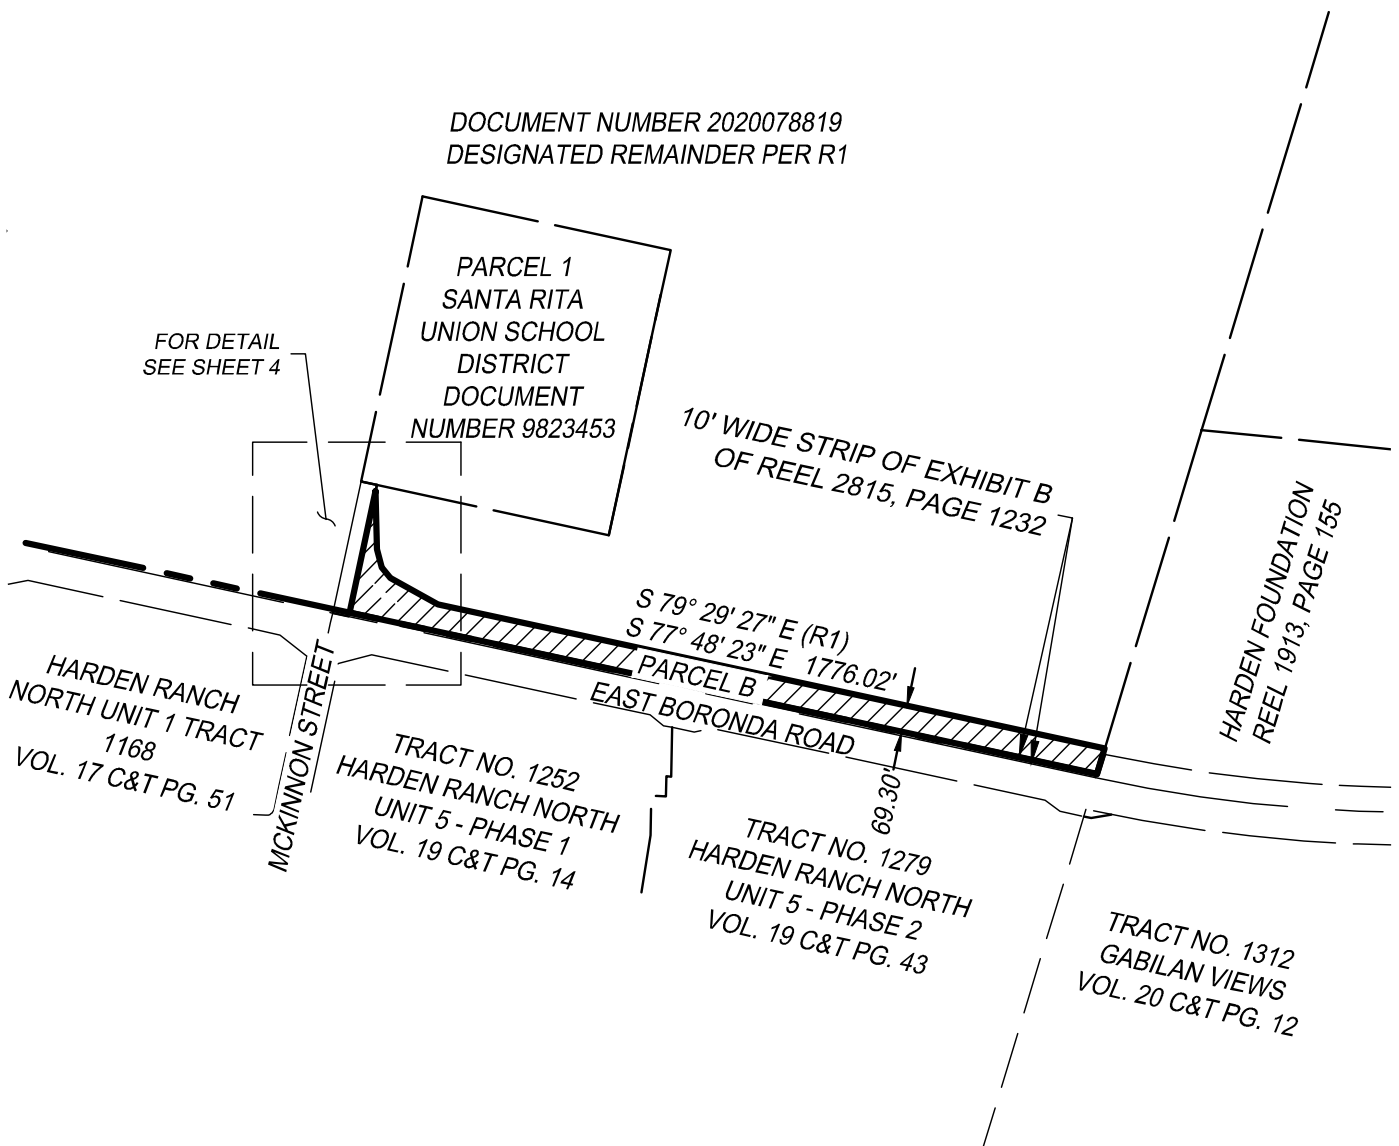 DOCUMENT NUMBER 2020078819
DESIGNATED REMAINDER PER R1
PARCEL 1
SANTA RITA
UNION SCHOOL
DISTRICT
DOCUMENT
NUMBER 9823453
FOR DETAIL
SEE SHEET 4
10' WIDE STRIP OF EXHIBIT B
OF REEL 2815, PAGE 1232
HARDEN FOUNDATION
REEL 1913, PAGE 155
S 79° 29' 27" E (R1)
S 77° 48' 23" E 1776.02'
PARCEL B
EAST BORONDA ROAD
69.30'
MCKINNON STREET
HARDEN RANCH
NORTH UNIT 1 TRACT
1168
VOL. 17 C&T PG. 51
TRACT NO. 1252
HARDEN RANCH NORTH
UNIT 5 - PHASE 1
VOL. 19 C&T PG. 14
TRACT NO. 1279
HARDEN RANCH NORTH
UNIT 5 - PHASE 2
VOL. 19 C&T PG. 43
TRACT NO. 1312
GABILAN VIEWS
VOL. 20 C&T PG. 12